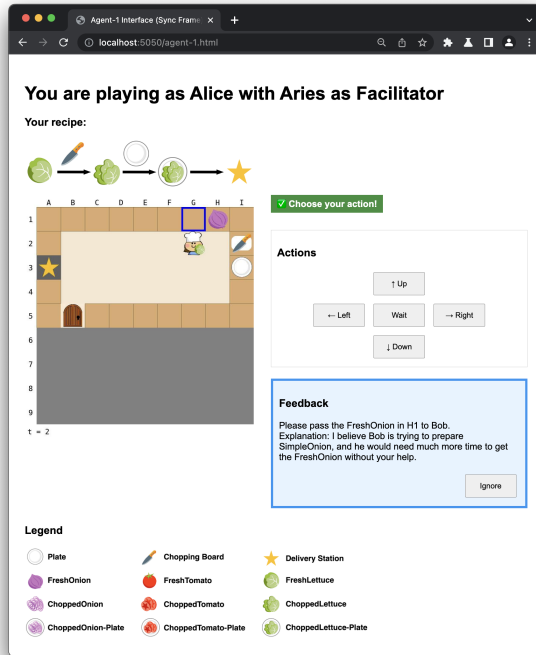 Agent-1 Interface (Sync Frame
localhost:5050/agent-1.html
You are playing as Alice with Aries as Facilitator
Your recipe:
A B C D E F G H I
1
2
3
4
5
6
7
8
9
t = 2
✅ Choose your action!
Actions
↑ Up
← Left
Wait
→ Right
↓ Down
Feedback
Please pass the FreshOnion in H1 to Bob.
Explanation: I believe Bob is trying to prepare
SimpleOnion, and he would need much more time to get
the FreshOnion without your help.
Ignore
Legend
Plate
Chopping Board
Delivery Station
FreshOnion
FreshTomato
FreshLettuce
ChoppedOnion
ChoppedTomato
ChoppedLettuce
ChoppedOnion-Plate
ChoppedTomato-Plate
ChoppedLettuce-Plate